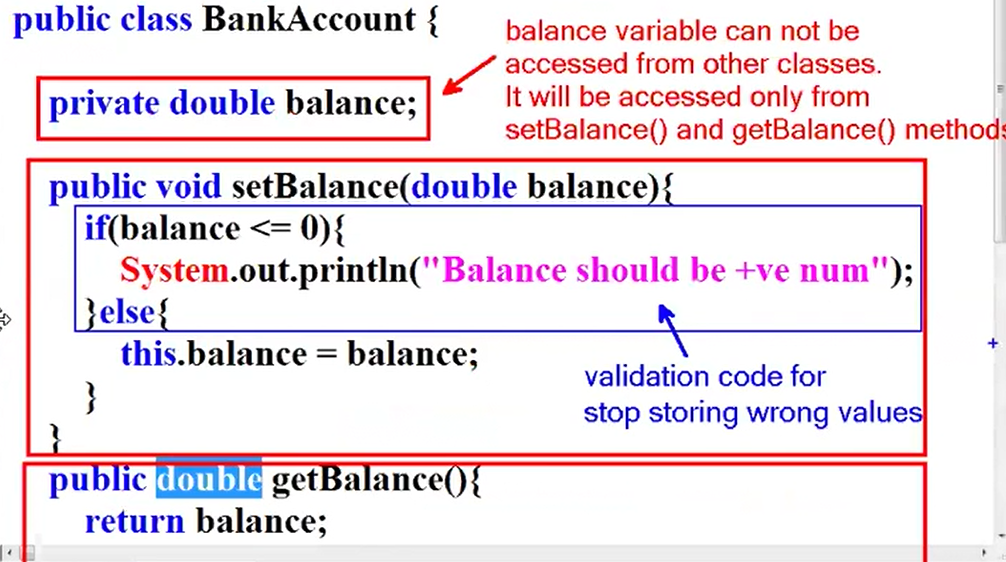 public class BankAccount {
balance variable can not be
accessed from other classes.
It will be accessed only from
setBalance() and getBalance() methods
private double balance;
public void setBalance(double balance){
if(balance <= 0){
System.out.println("Balance should be +ve num");
}else{
this.balance = balance;
}
validation code for
stop storing wrong values
}
public double getBalance(){
return balance;